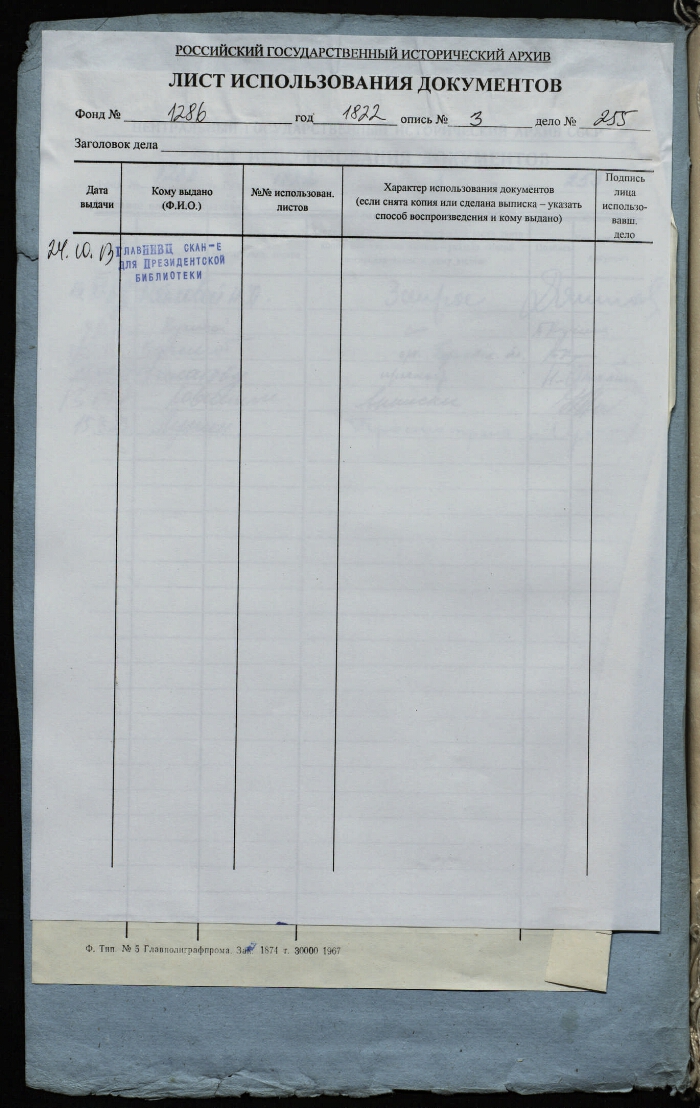 РОССИЙСКИЙ ГОСУДАРСТВЕННЫЙ ИСТОРИЧЕСКИЙ АРХИВ
ЛИСТ ИСПОЛЬЗОВАНИЯ ДОКУМЕНТОВ
Фонд № 1286 год 1822 опись № 3 дело № 255
Заголовок дела
Дата выдачи
Кому выдано (Ф.И.О.)
№№ использован. листов
Характер использования документов
(если снята копия или сделана выписка – указать
способ воспроизведения и кому выдано)
Подпись
лица
использо-
вавш.
дело
24.10.13
ГлавНИВЦ скан-е
для Президентской
библиотеки
Ф. Тип. № 5 Главполиграфпрома. Зак. 1874 т. 30000 1967